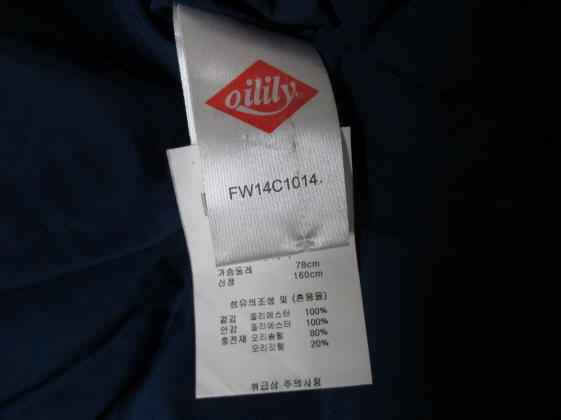 oilily
FW14C1014
가슴둘레 78cm
신장 160cm
섬유의조성 및 (혼용율)
겉감 폴리에스터 100%
안감 폴리에스터 100%
충전재 오리솜털 80%
오리깃털 20%
취급상 주의사항